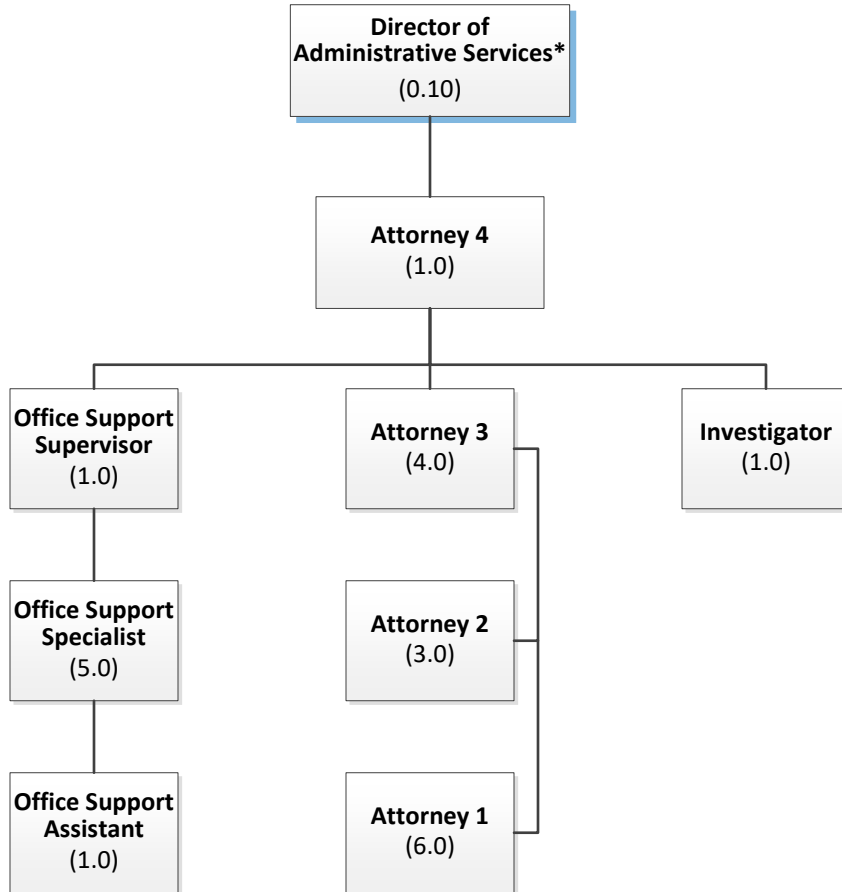 Director of
Administrative Services*
(0.10)
Attorney 4
(1.0)
Office Support
Supervisor
(1.0)
Attorney 3
(4.0)
Investigator
(1.0)
Office Support
Specialist
(5.0)
Attorney 2
(3.0)
Office Support
Assistant
(1.0)
Attorney 1
(6.0)